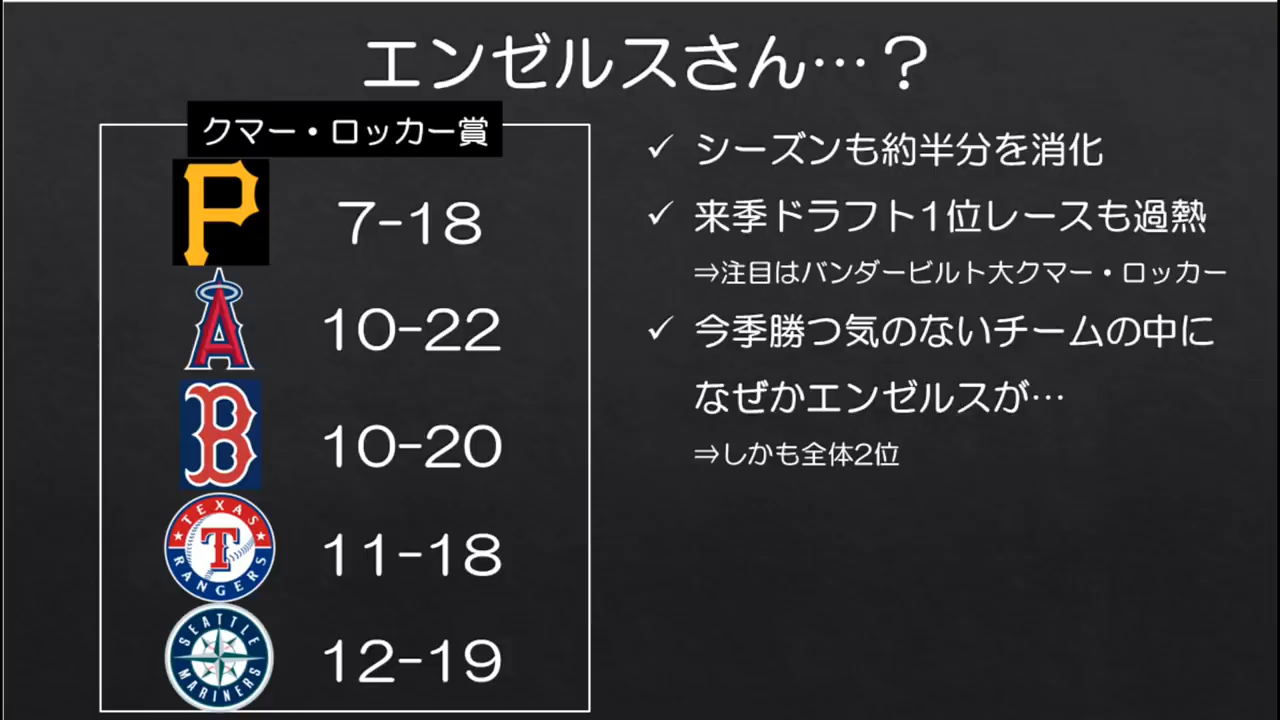 エンゼルスさん…？
クマー・ロッカー賞
P
7-18
A
10-22
B
10-20
TEXAS
T
RANGERS
11-18
SEATTLE
MARINERS
12-19
✓ シーズンも約半分を消化
✓ 来季ドラフト1位レースも過熱
⇒注目はバンダービルト大クマー・ロッカー
✓ 今季勝つ気のないチームの中に
なぜかエンゼルスが…
⇒しかも全体2位